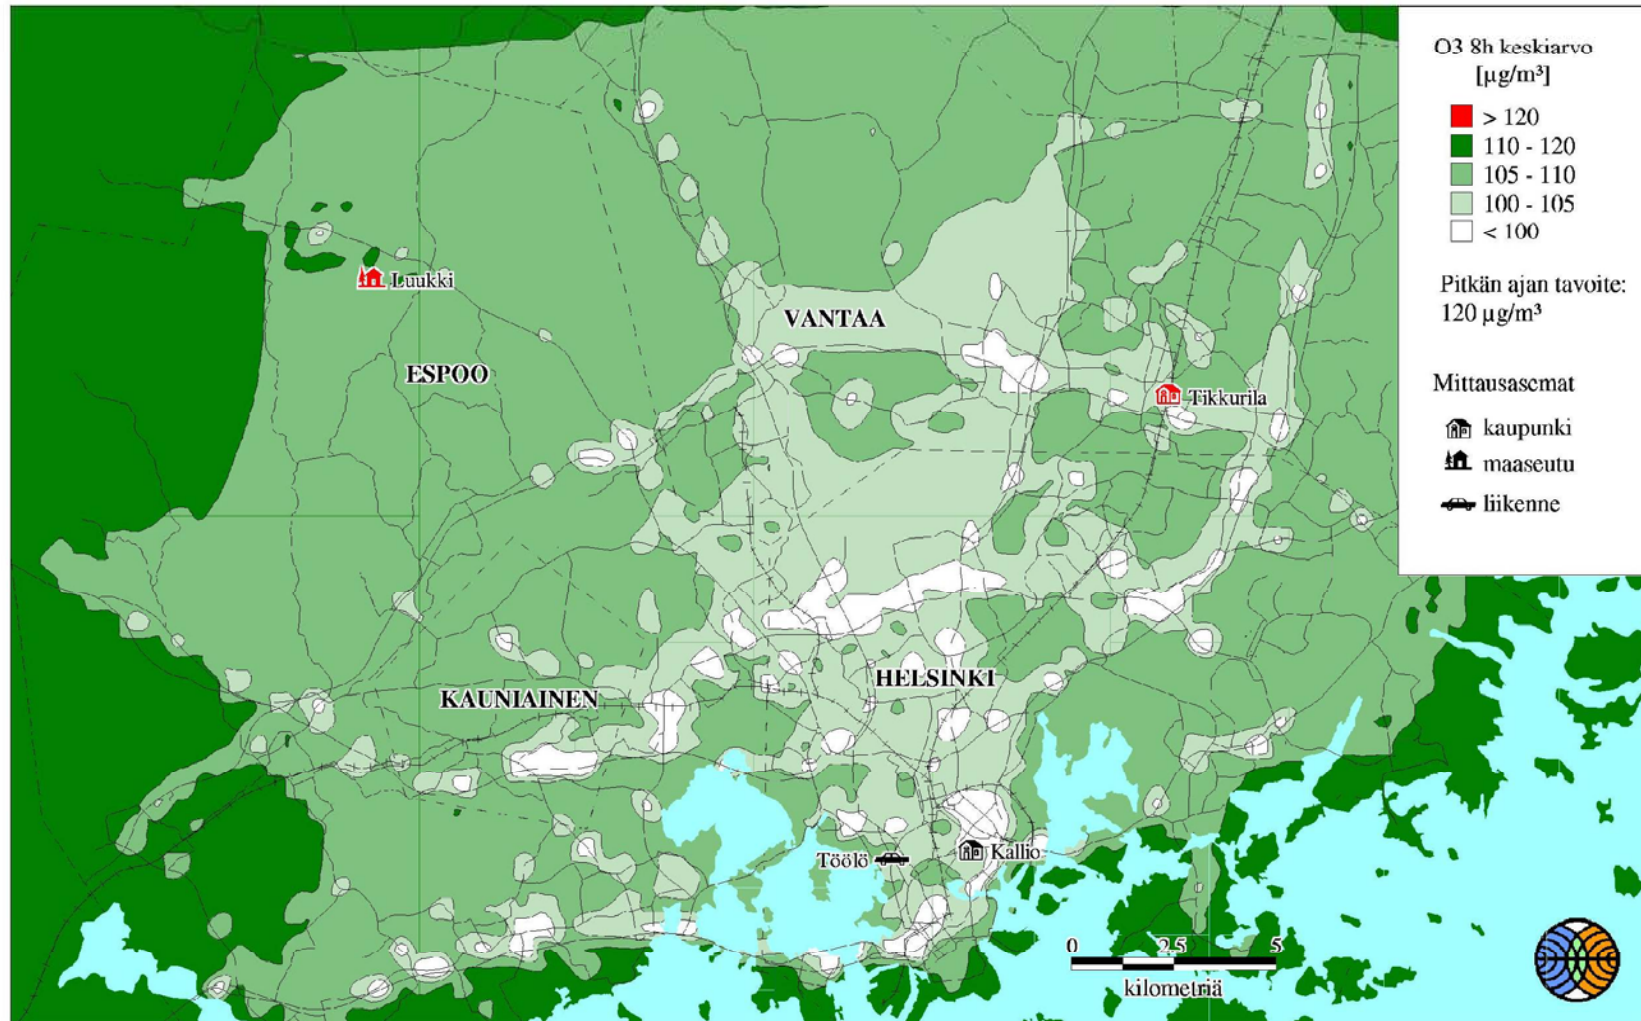 O3 8h keskiarvo
[µg/m³]
> 120
110 - 120
105 - 110
100 - 105
< 100
Pitkän ajan tavoite:
120 µg/m³
Mittausasemat
kaupunki
maaseutu
liikenne
Luukki
VANTAA
ESPOO
Tikkurila
HELSINKI
KAUNIAINEN
Töölö
Kallio
0 2,5 5
kilometriä